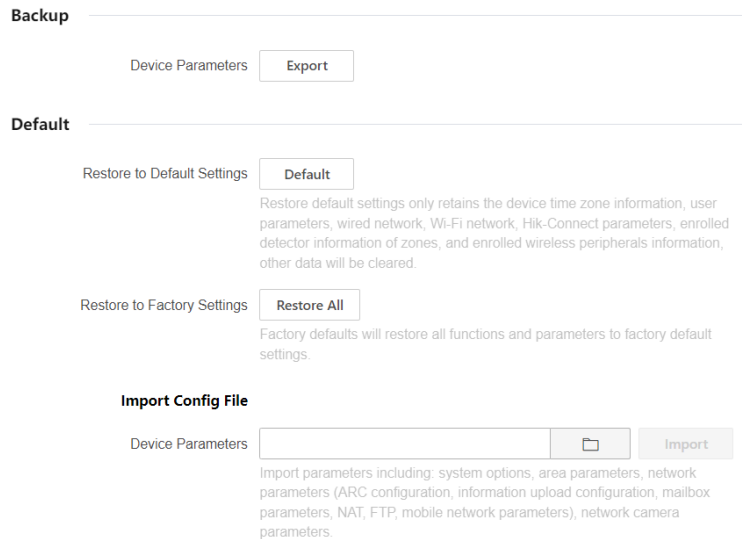 Backup
Device Parameters Export
Default
Restore to Default Settings Default
Restore default settings only retains the device time zone information, user
parameters, wired network, Wi-Fi network, Hik-Connect parameters, enrolled
detector information of zones, and enrolled wireless peripherals information,
other data will be cleared.
Restore to Factory Settings Restore All
Factory defaults will restore all functions and parameters to factory default
settings.
Import Config File
Device Parameters Import
Import parameters including: system options, area parameters, network
parameters (ARC configuration, information upload configuration, mailbox
parameters, NAT, FTP, mobile network parameters), network camera
parameters.